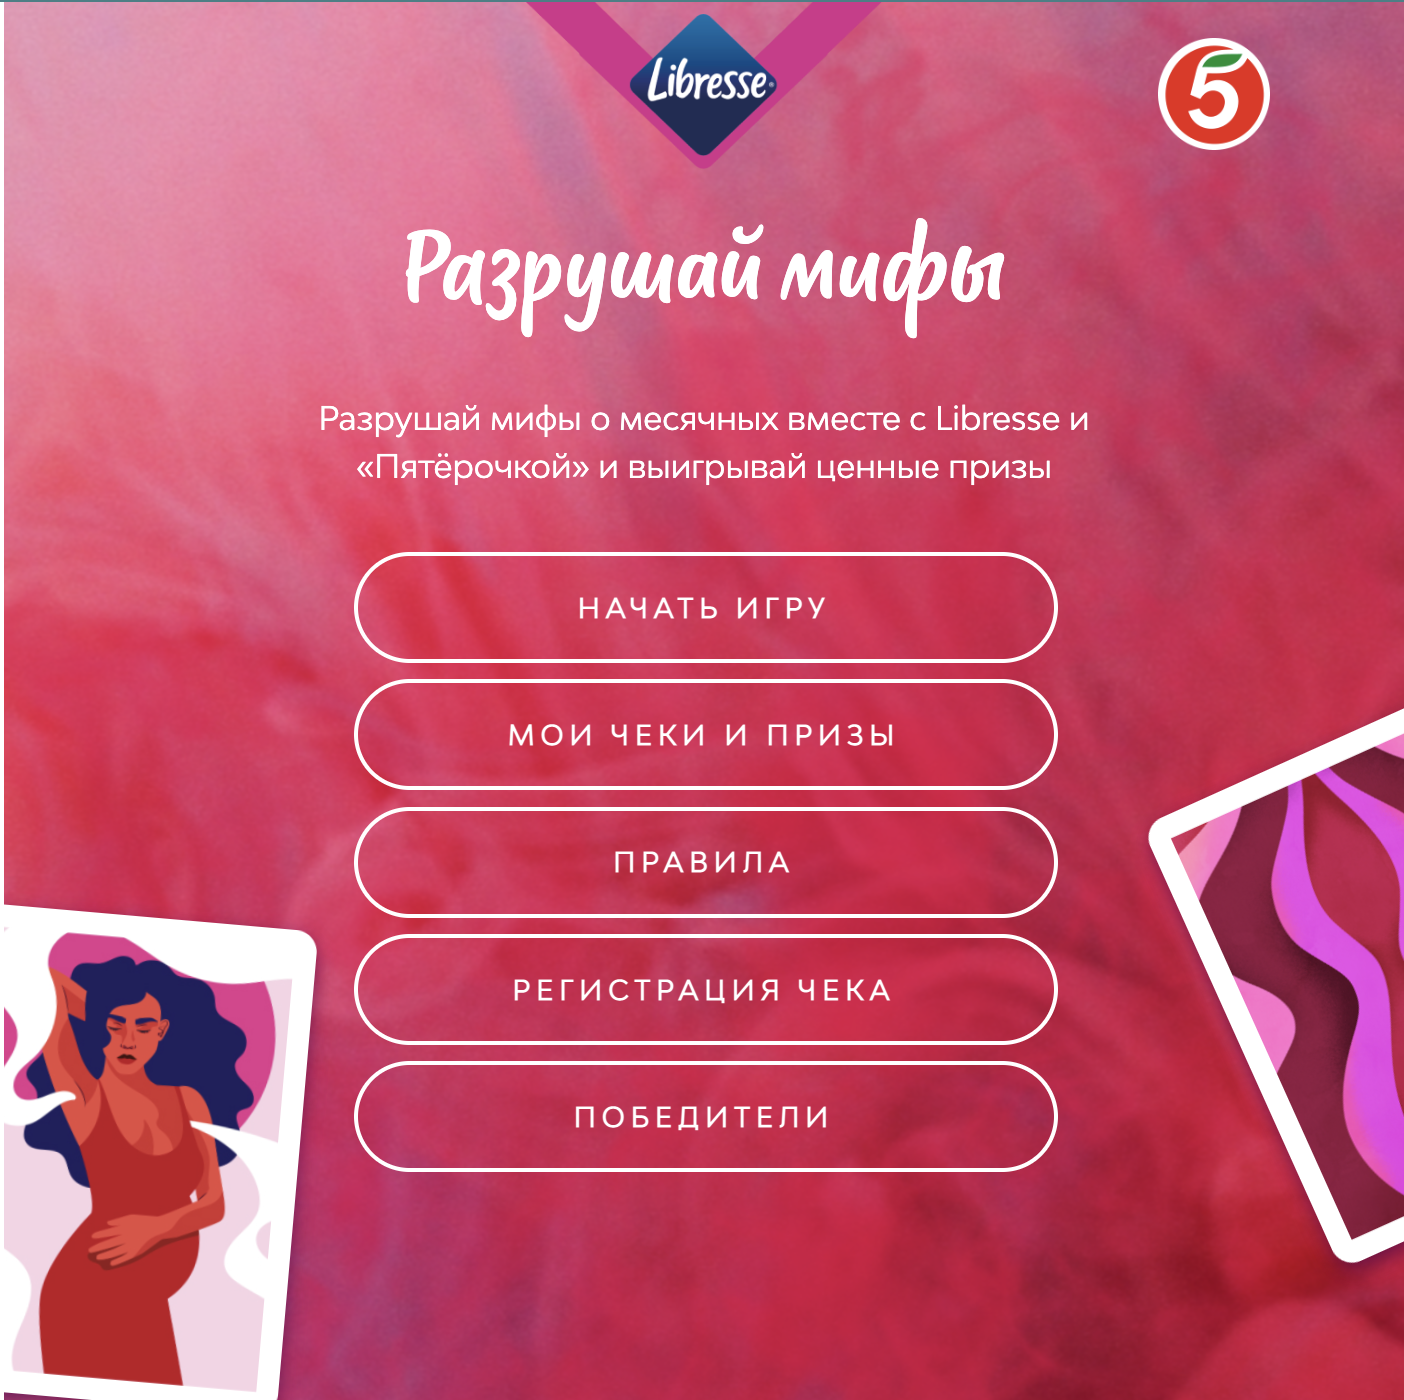 Libresse
5
Разрушай мифы
Разрушай мифы о месячных вместе с Libresse и
«Пятёрочкой» и выигрывай ценные призы
НАЧАТЬ ИГРУ
МОИ ЧЕКИ И ПРИЗЫ
ПРАВИЛА
РЕГИСТРАЦИЯ ЧЕКА
ПОБЕДИТЕЛИ